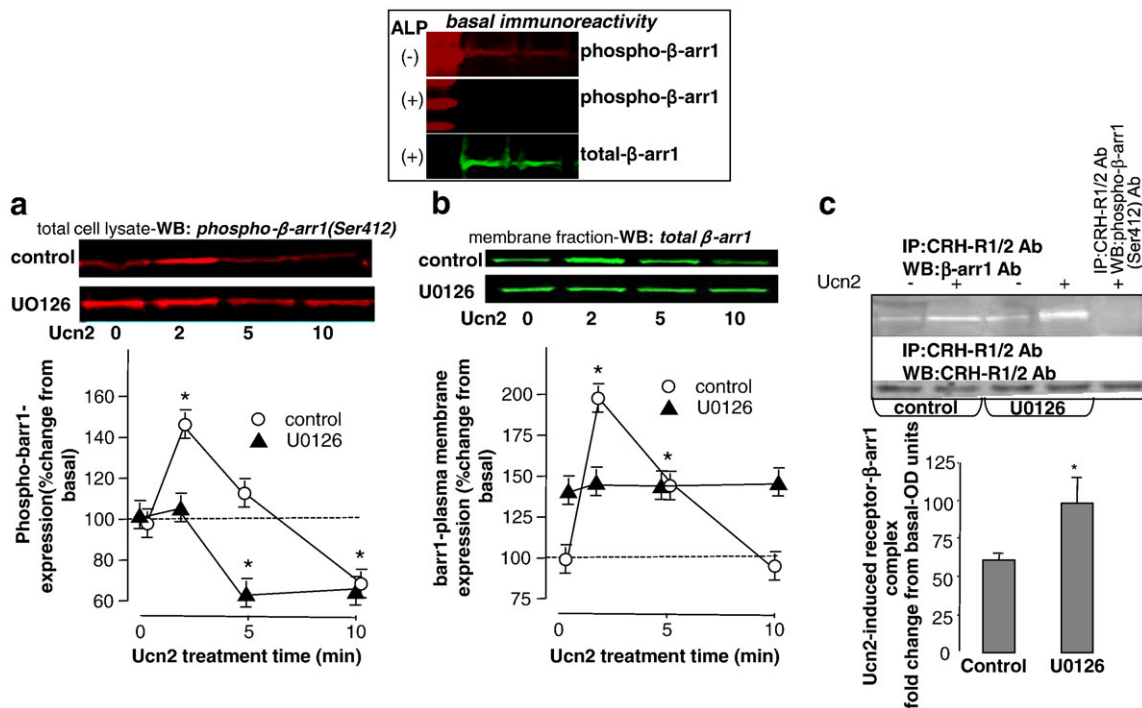 ALP
basal immunoreactivity
(-)
phospho-β-arr1
(+)
phospho-β-arr1
(+)
total-β-arr1
a
total cell lysate-WB: phospho-β-arr1(Ser412)
control
UO126
Ucn2 0 2 5 10
Phospho-barr1-
expression(%change from
basal)
160
140
120
100
80
60
control
U0126
*
*
*
0 5 10
Ucn2 treatment time (min)
b
membrane fraction-WB: total β-arr1
control
U0126
Ucn2 0 2 5 10
barr1-plasma membrane
expression (%change from
basal)
200
175
150
125
100
75
control
U0126
*
*
0 5 10
Ucn2 treatment time (min)
c
IP:CRH-R1/2 Ab
WB:β-arr1 Ab
IP:CRH-R1/2 Ab
WB:phospho-β-arr1
(Ser412) Ab
Ucn2 - + - + +
IP:CRH-R1/2 Ab
WB:CRH-R1/2 Ab
control U0126
Ucn2-induced receptor-β-arr1
complex
fold change from basal-OD units
125
100
75
50
25
0
*
Control U0126